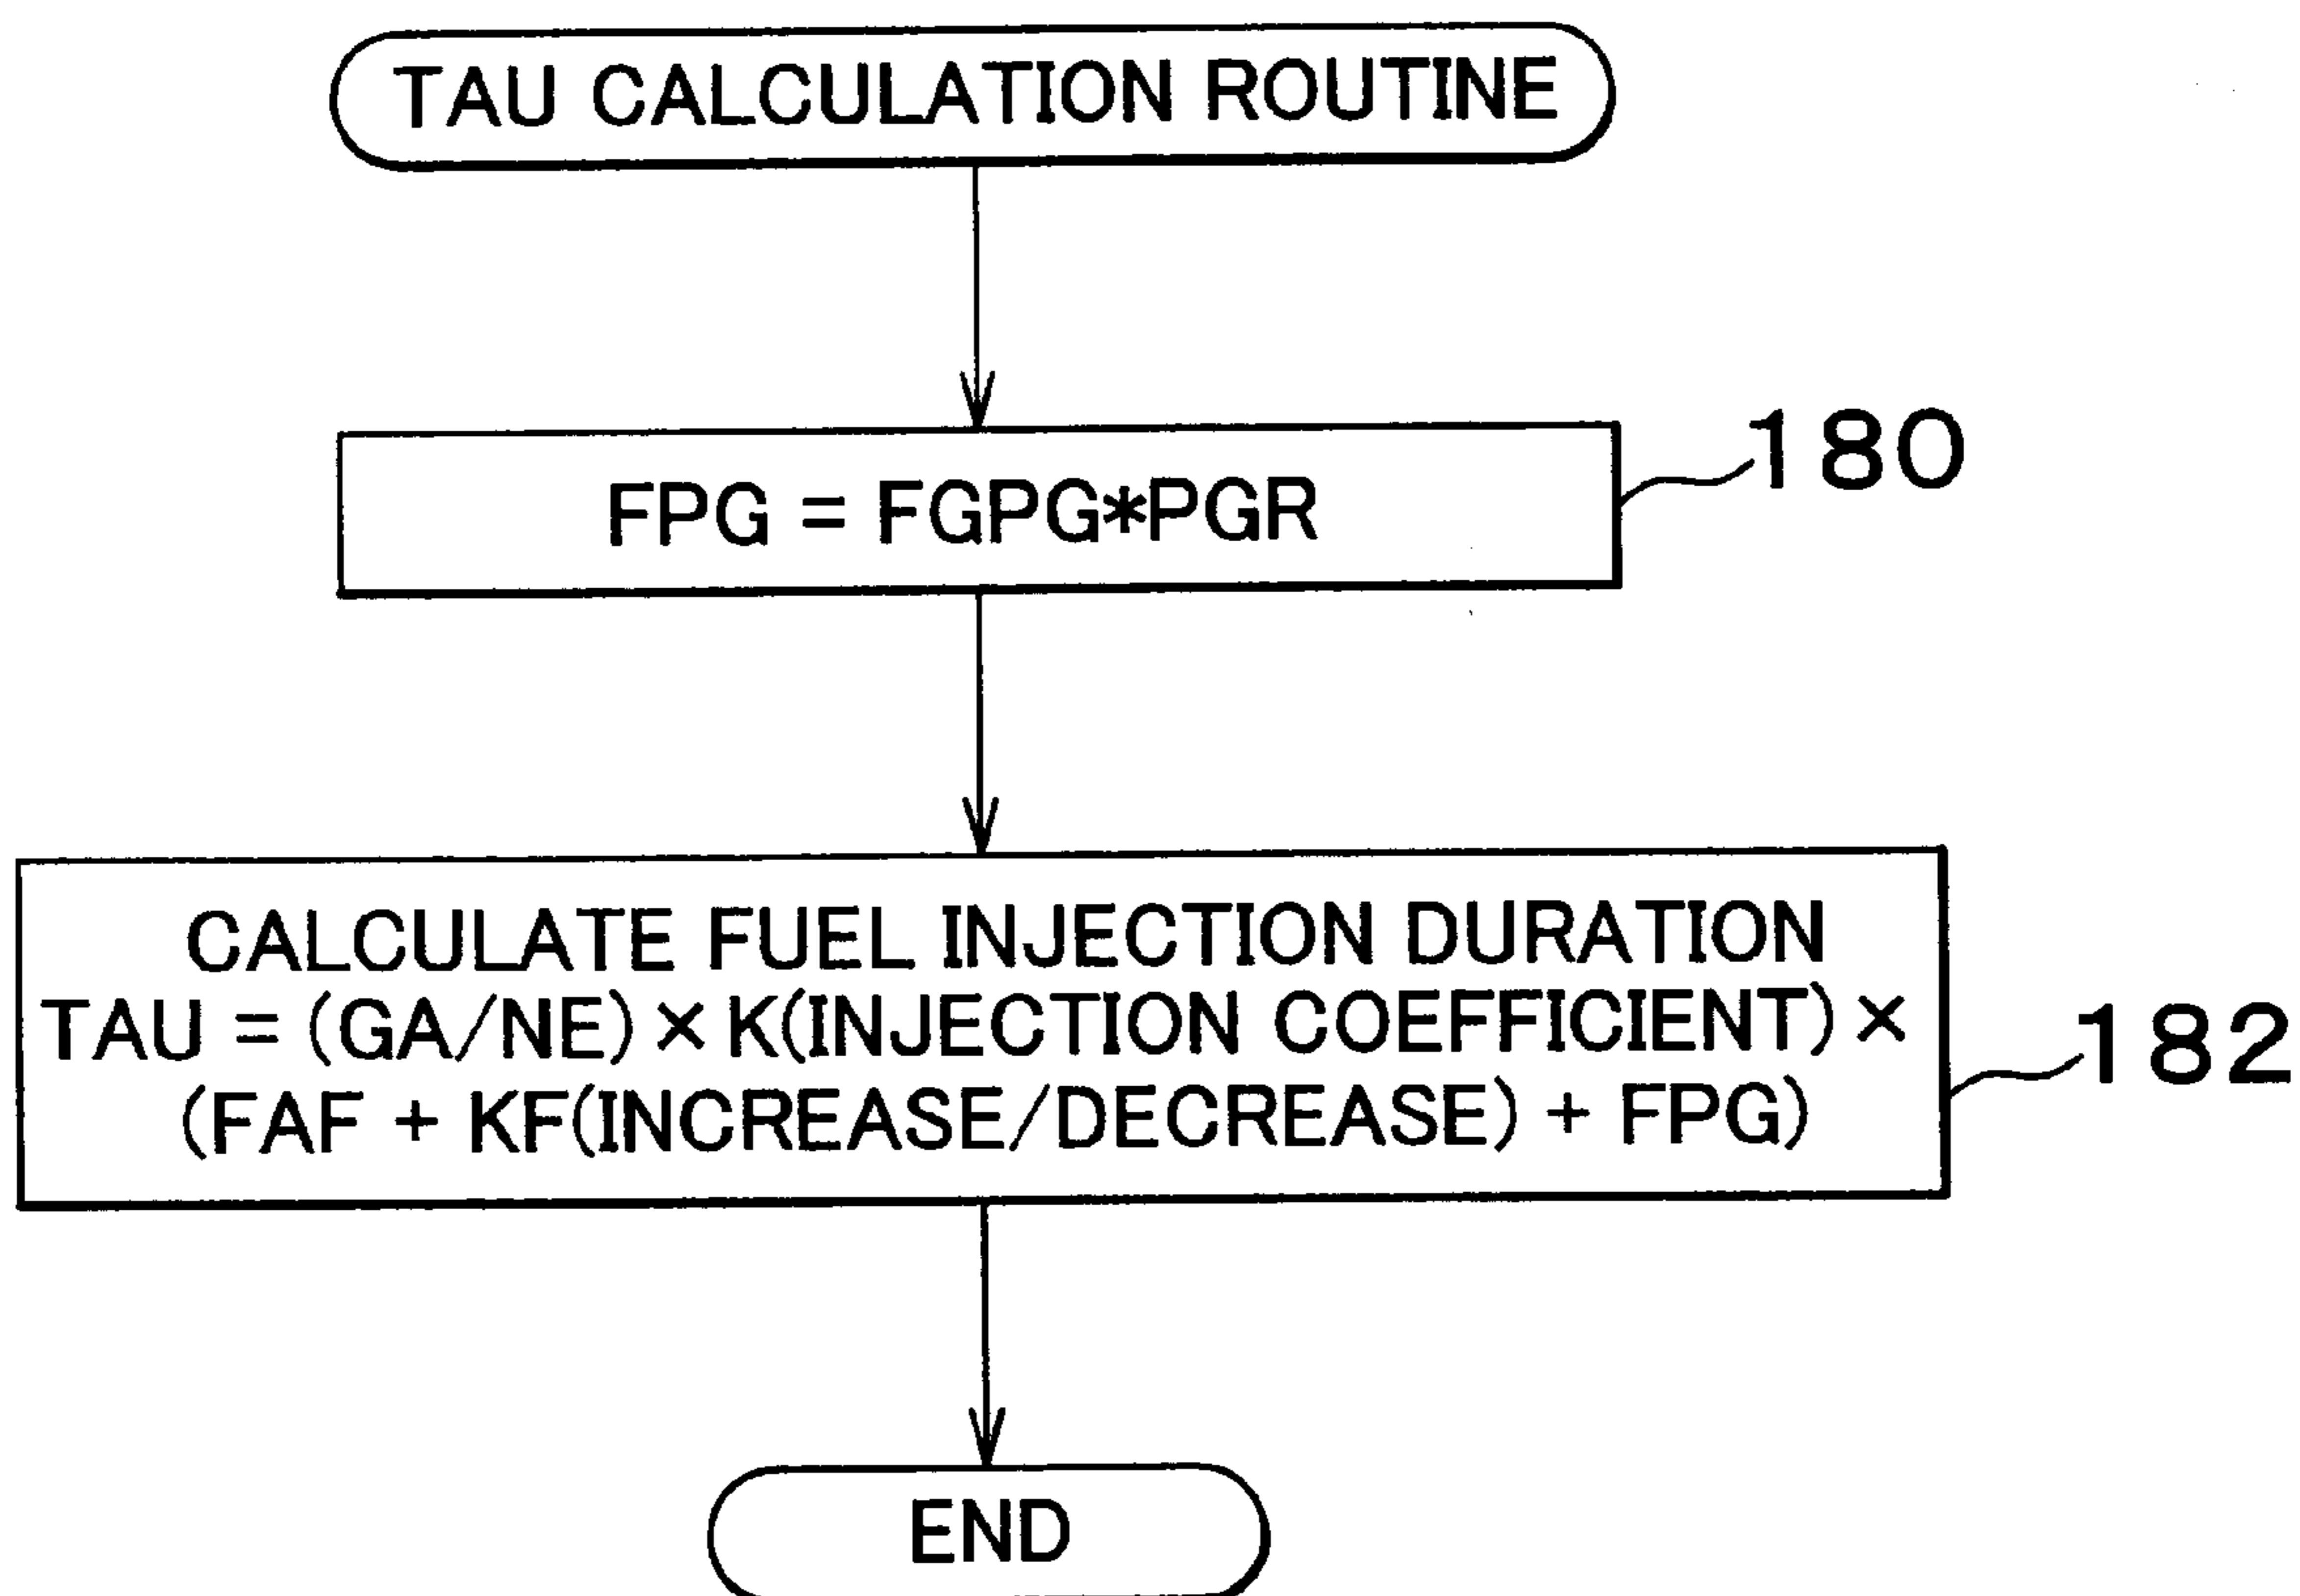 TAU CALCULATION ROUTINE
FPG = FGPG*PGR
180
CALCULATE FUEL INJECTION DURATION
TAU = (GA/NE) × K(INJECTION COEFFICIENT) ×
(FAF + KF(INCREASE/DECREASE) + FPG)
182
END